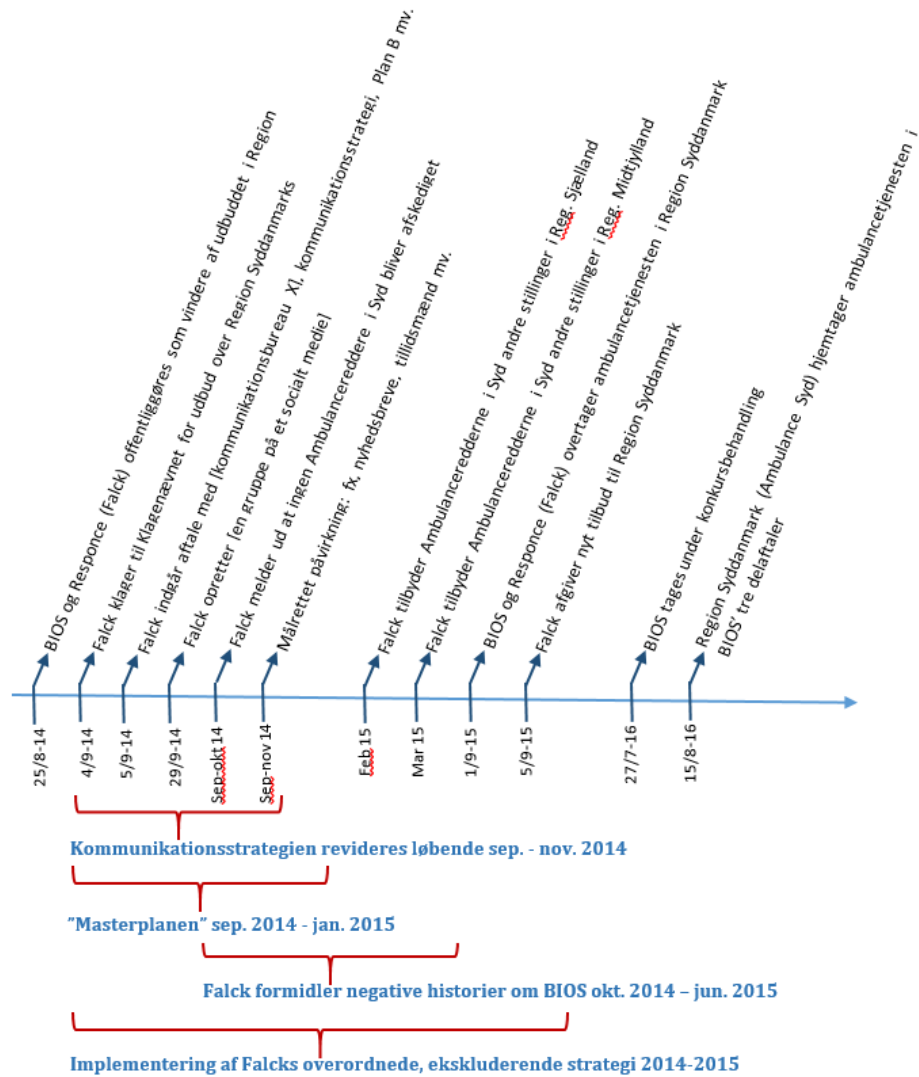 BIOS og Responce (Falck) offentliggøres som vindere af udbuddet i Region
Falck klager til Klagenævnet for udbud over Region Syddanmarks
Falck indgår aftale med [kommunikationsbureau X], kommunikationsstrategi, Plan B mv.
Falck opretter [en gruppe på et socialt medie]
Falck melder ud at ingen Ambulancereddere i Syd bliver afskediget
Målrettet påvirkning: fx. nyhedsbreve, tillidsmænd mv.
Falck tilbyder Ambulanceredderne i Syd andre stillinger i Reg. Sjælland
Falck tilbyder Ambulanceredderne i Syd andre stillinger i Reg. Midtjylland
BIOS og Responce (Falck) overtager ambulancetjenesten i Region Syddanmark
Falck afgiver nyt tilbud til Region Syddanmark
BIOS tages under konkursbehandling
Region Syddanmark (Ambulance Syd) hjemtager ambulancetjenesten i
BIOS' tre delaftaler
25/8-14
4/9-14
5/9-14
29/9-14
Sep-okt 14
Sep-nov 14
Feb 15
Mar 15
1/9-15
5/9-15
27/7-16
15/8-16
Kommunikationsstrategien revideres løbende sep. - nov. 2014
"Masterplanen" sep. 2014 - jan. 2015
Falck formidler negative historier om BIOS okt. 2014 – jun. 2015
Implementering af Falcks overordnede, ekskluderende strategi 2014-2015